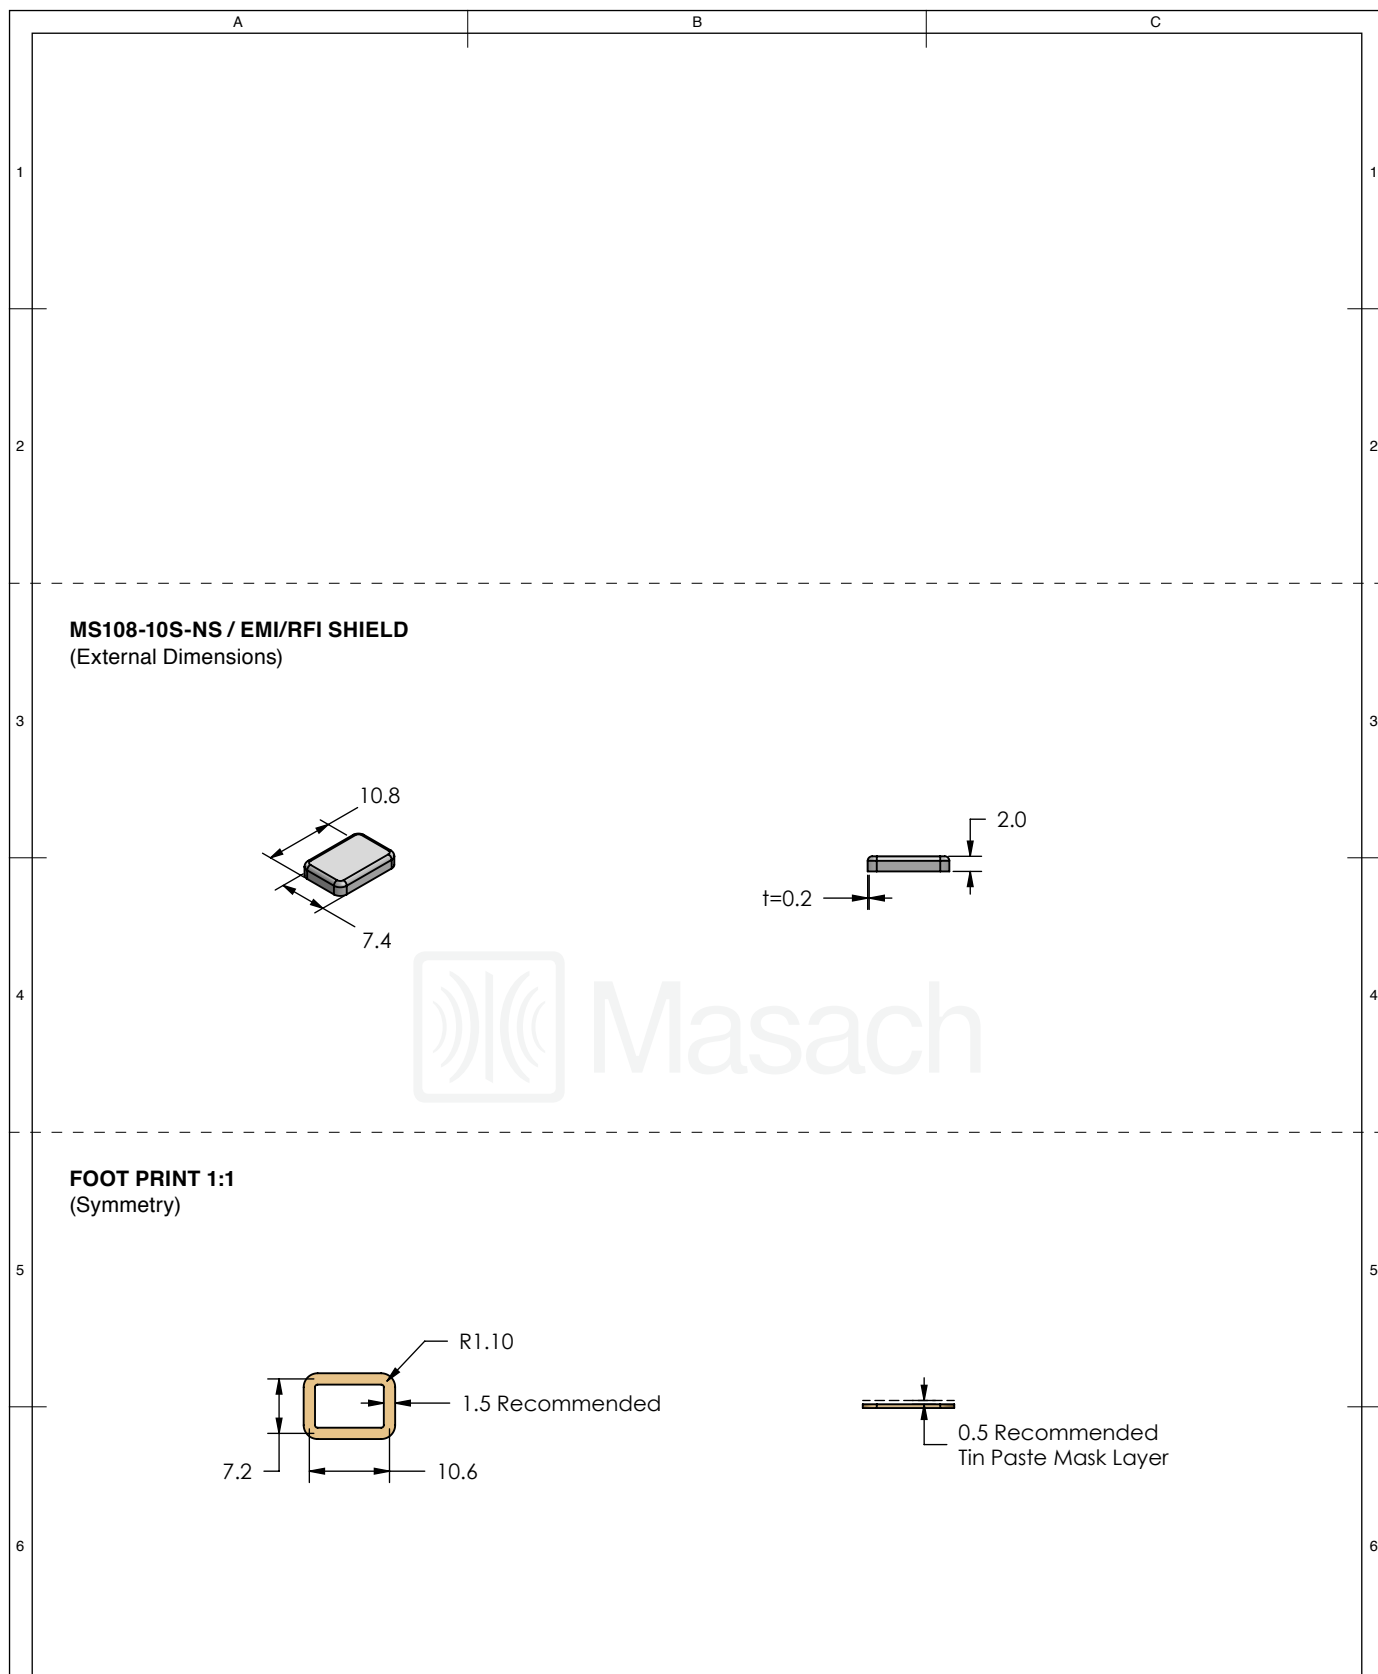 A B C
1 1
2 2
MS108-10S-NS / EMI/RFI SHIELD
(External Dimensions)
3 3
10.8
2.0
t=0.2
7.4
Masach
4 4
FOOT PRINT 1:1
(Symmetry)
5 5
R1.10
1.5 Recommended
0.5 Recommended
Tin Paste Mask Layer
7.2 10.6
6 6